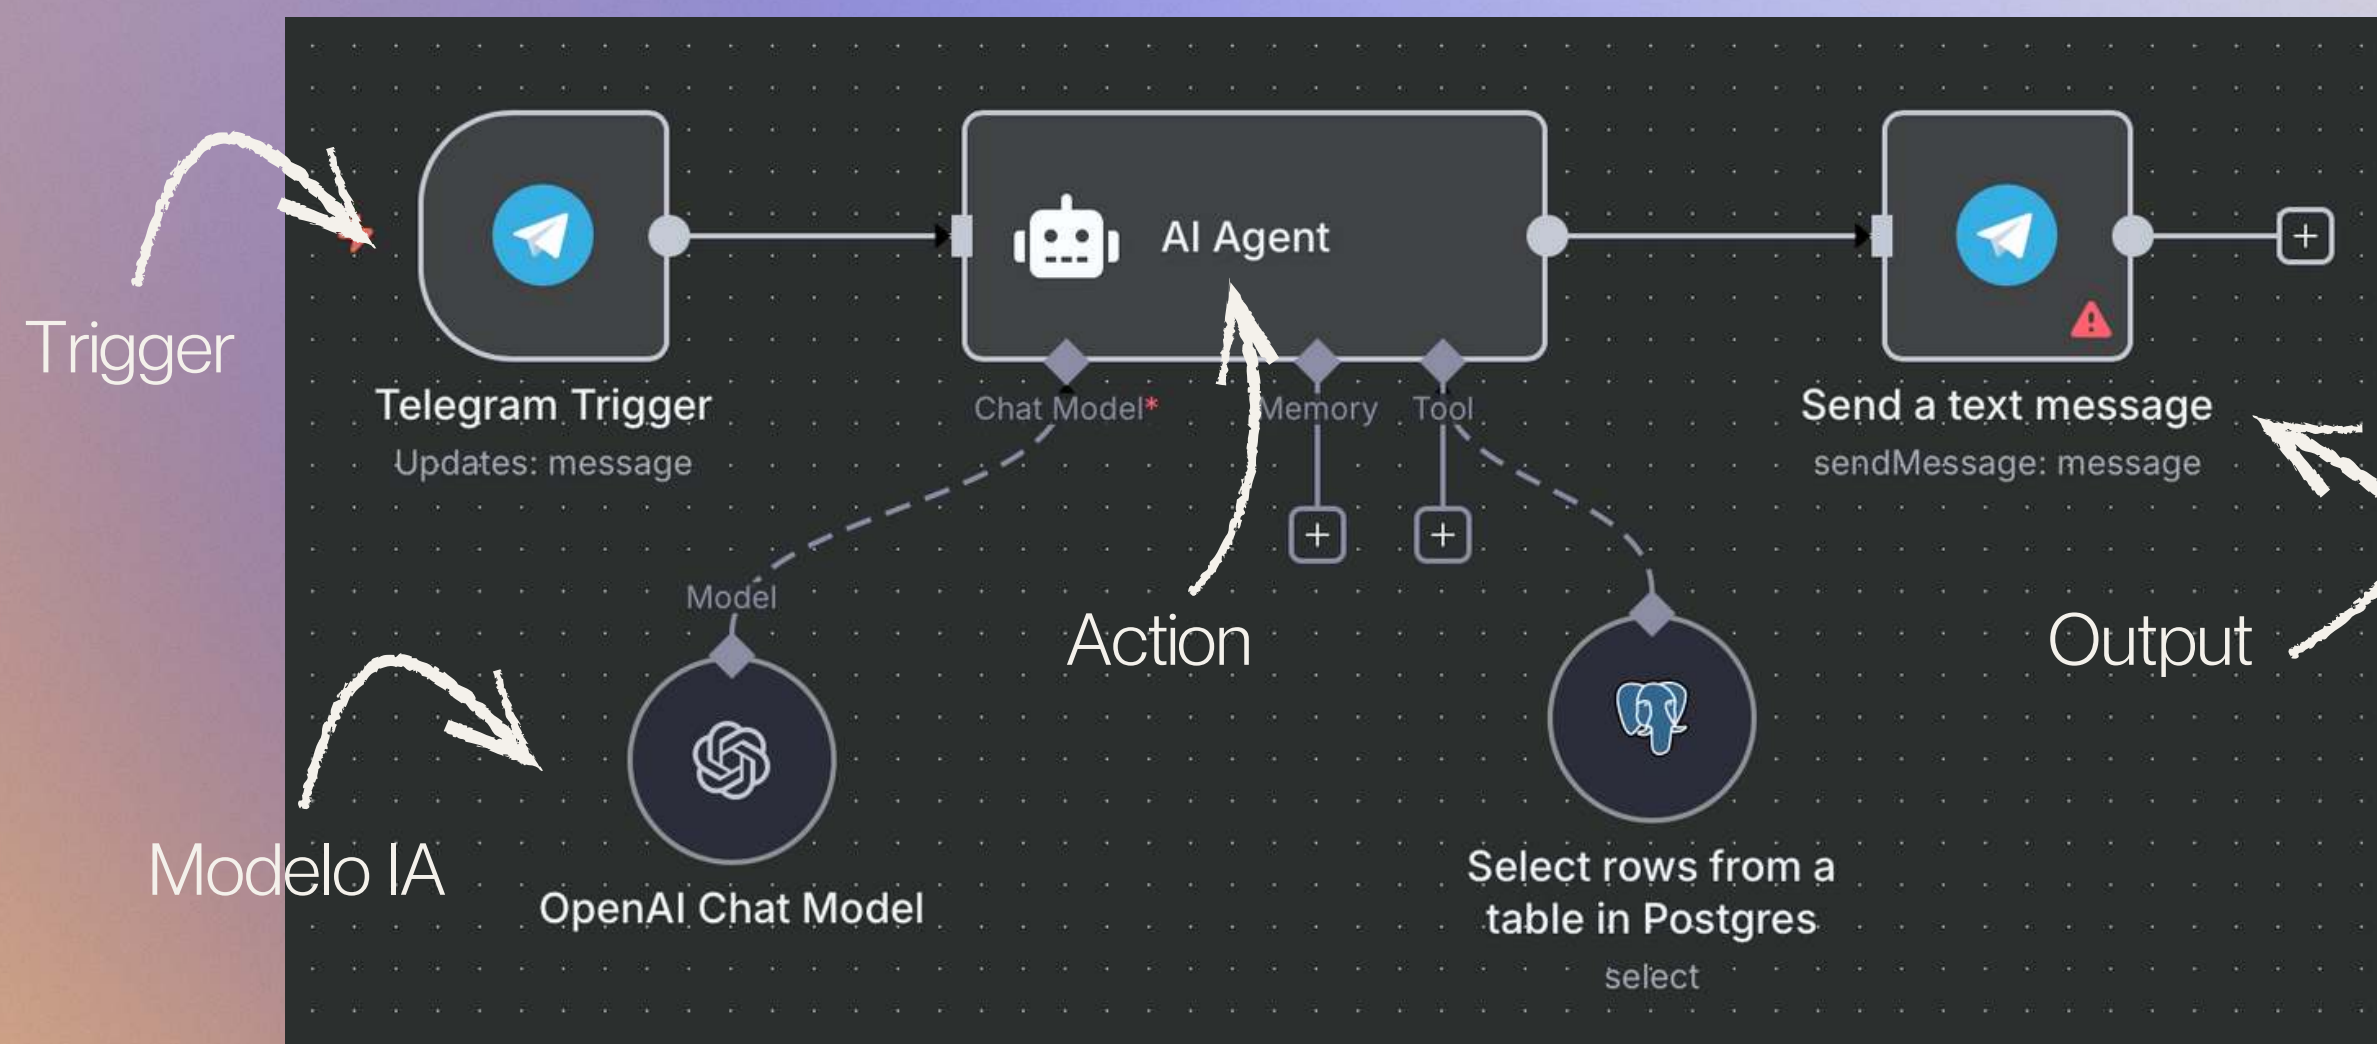 Trigger
Telegram Trigger
Updates: message
AI Agent
Chat Model*
Memory
Tool
Send a text message
sendMessage: message
Model
Action
Output
Modelo IA
OpenAI Chat Model
Select rows from a
table in Postgres
select